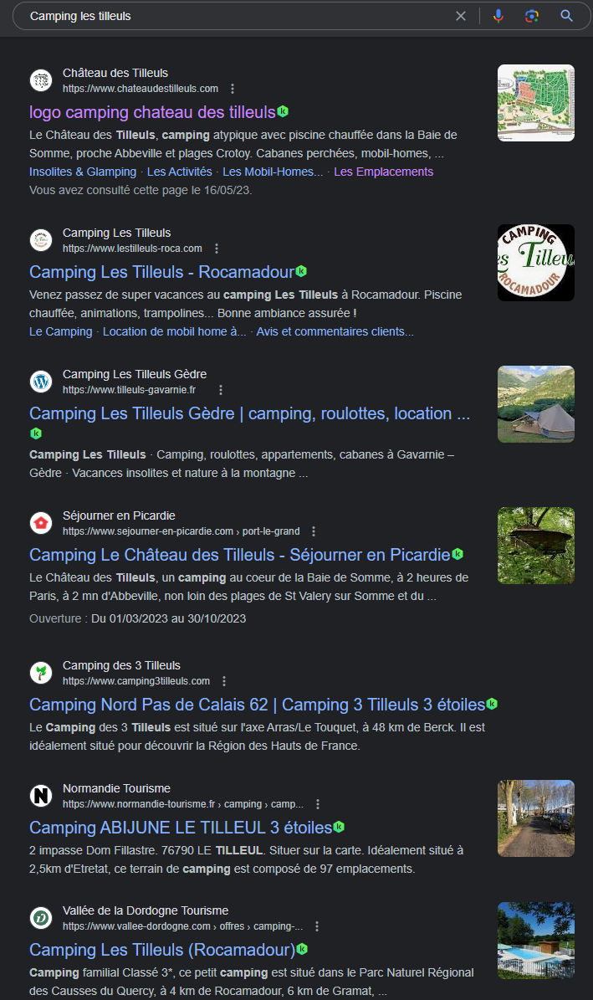 Camping les tilleuls
Château des Tilleuls
https://www.chateaudestilleuls.com
logo camping chateau des tilleuls
Le Château des Tilleuls, camping atypique avec piscine chauffée dans la Baie de
Somme, proche Abbeville et plages Crotoy. Cabanes perchées, mobil-homes, ...
Insolites & Glamping · Les Activités · Les Mobil-Homes... · Les Emplacements
Vous avez consulté cette page le 16/05/23.
Camping Les Tilleuls
https://www.lestilleuls-roca.com
Camping Les Tilleuls - Rocamadour
Venez passez de super vacances au camping Les Tilleuls à Rocamadour. Piscine
chauffée, animations, trampolines... Bonne ambiance assurée !
Le Camping · Location de mobil home à... · Avis et commentaires clients...
CAMPING
es Tilleu
ROCAMADOUR
Camping Les Tilleuls Gèdre
https://www.tilleuls-gavarnie.fr
Camping Les Tilleuls Gèdre | camping, roulottes, location ...
Camping Les Tilleuls · Camping, roulottes, appartements, cabanes à Gavarnie –
Gèdre · Vacances insolites et nature à la montagne ...
Séjourner en Picardie
https://www.sejourner-en-picardie.com › port-le-grand
Camping Le Château des Tilleuls - Séjourner en Picardie
Le Château des Tilleuls, un camping au coeur de la Baie de Somme, à 2 heures de
Paris, à 2 mn d'Abbeville, non loin des plages de St Valery sur Somme et du ...
Ouverture : Du 01/03/2023 au 30/10/2023
Camping des 3 Tilleuls
https://www.camping3tilleuls.com
Camping Nord Pas de Calais 62 | Camping 3 Tilleuls 3 étoiles
Le Camping des 3 Tilleuls est situé sur l'axe Arras/Le Touquet, à 48 km de Berck. Il est
idéalement situé pour découvrir la Région des Hauts de France.
Normandie Tourisme
https://www.normandie-tourisme.fr › camping › camp...
Camping ABIJUNE LE TILLEUL 3 étoiles
2 impasse Dom Fillastre. 76790 LE TILLEUL. Situer sur la carte. Idéalement situé à
2,5km d'Etretat, ce terrain de camping est composé de 97 emplacements.
Vallée de la Dordogne Tourisme
https://www.vallee-dordogne.com › offres › camping-...
Camping Les Tilleuls (Rocamadour)
Camping familial Classé 3*, ce petit camping est situé dans le Parc Naturel Régional
des Causses du Quercy, à 4 km de Rocamadour, 6 km de Gramat, ...